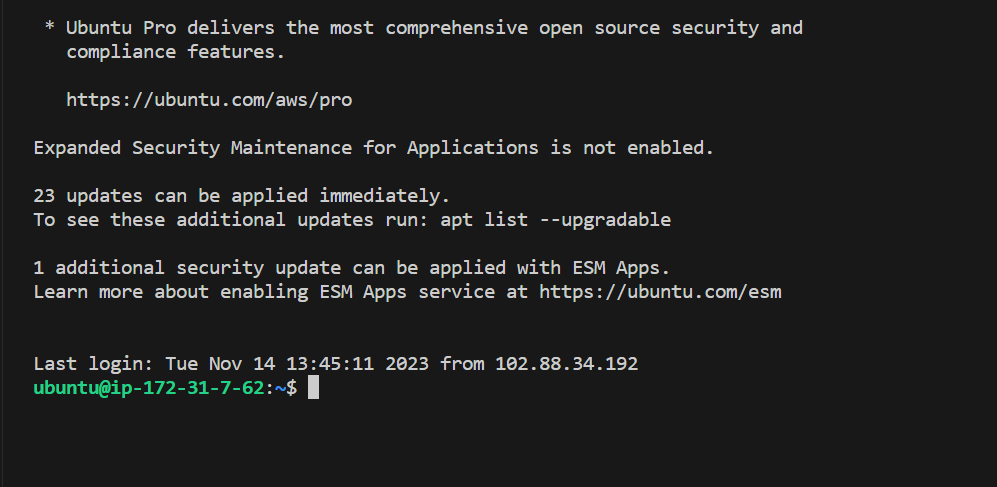 * Ubuntu Pro delivers the most comprehensive open source security and
compliance features.
https://ubuntu.com/aws/pro
Expanded Security Maintenance for Applications is not enabled.
23 updates can be applied immediately.
To see these additional updates run: apt list --upgradable
1 additional security update can be applied with ESM Apps.
Learn more about enabling ESM Apps service at https://ubuntu.com/esm
Last login: Tue Nov 14 13:45:11 2023 from 102.88.34.192
ubuntu@ip-172-31-7-62:~$